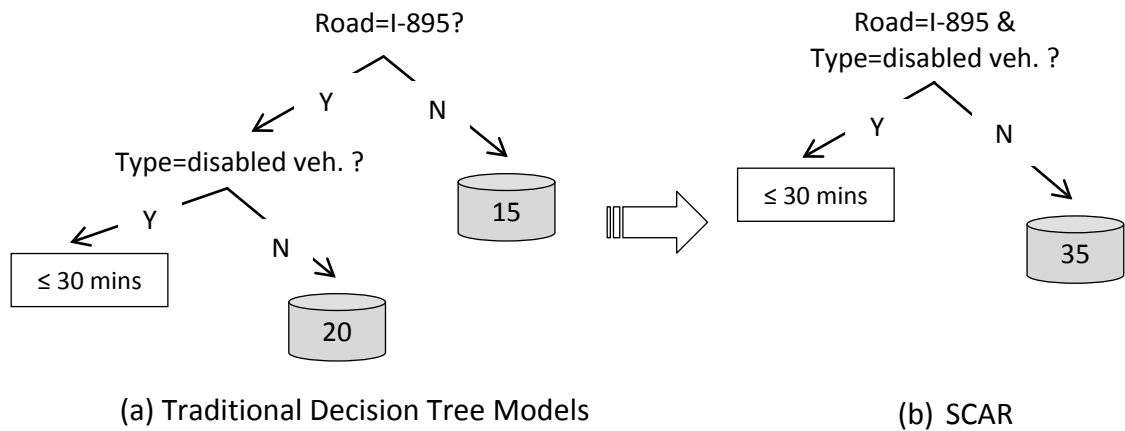 Road=I-895?
Y
N
Type=disabled veh. ?
Y
N
≤ 30 mins
20
15
(a) Traditional Decision Tree Models
Road=I-895 &
Type=disabled veh. ?
Y
N
≤ 30 mins
35
(b) SCAR